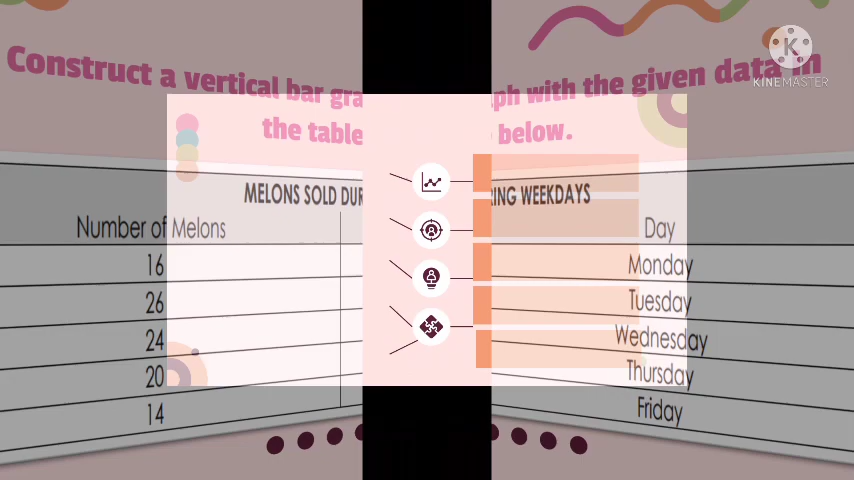 Construct a vertical bar gra ph with the given data in
the table below.
K
KINEMASTER
MELONS SOLD DUR RING WEEKDAYS
Number of Melons Day
16 Monday
26 Tuesday
24 Wednesday
20 Thursday
14 Friday